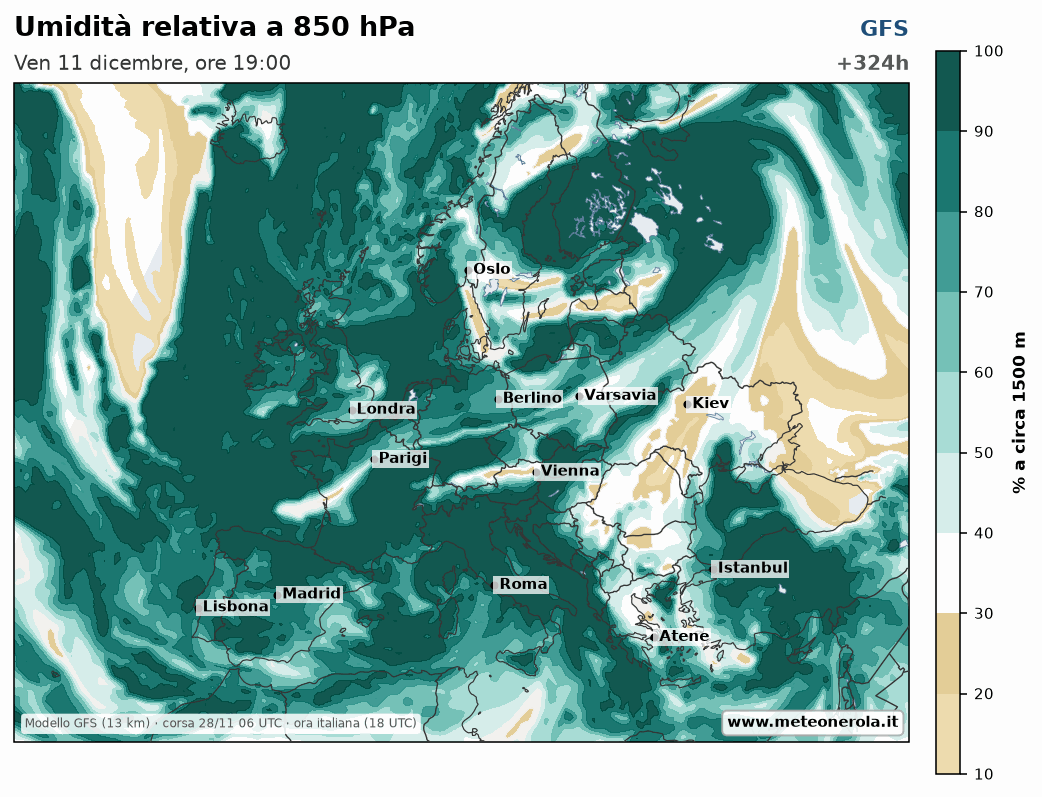 Umidità relativa a 850 hPa
GFS
Ven 11 dicembre, ore 19:00
+324h
100
90
80
70
60
50
40
30
20
10
% a circa 1500 m
Oslo
Berlino
Varsavia
Kiev
Londra
Parigi
Vienna
Istanbul
Roma
Madrid
Lisbona
Atene
Modello GFS (13 km) · corsa 28/11 06 UTC · ora italiana (18 UTC)
www.meteonerola.it